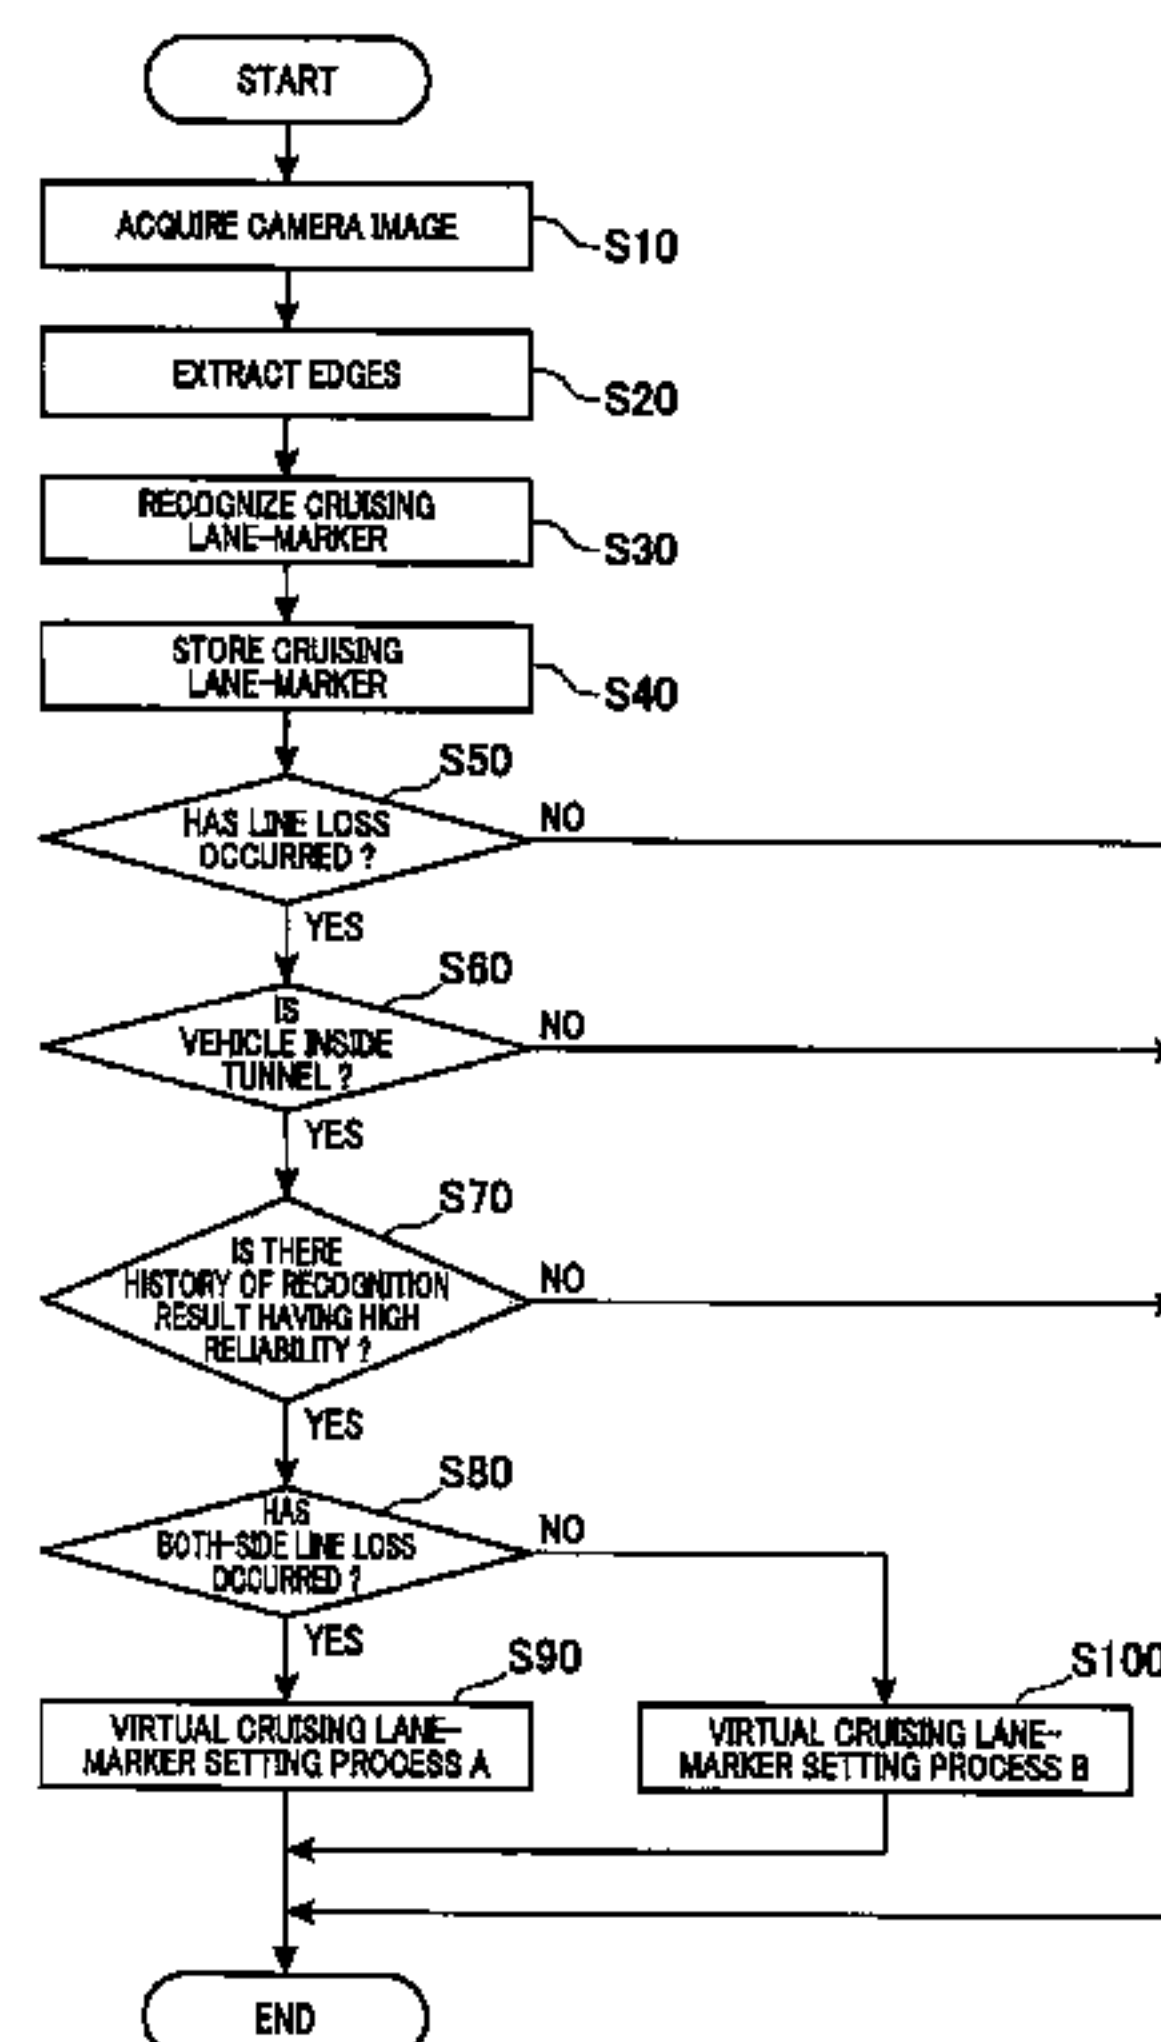 START
ACQUIRE CAMERA IMAGE
S10
EXTRACT EDGES
S20
RECOGNIZE CRUISING
LANE-MARKER
S30
STORE CRUISING
LANE-MARKER
S40
S50
HAS LINE LOSS
OCCURRED ?
NO
YES
S60
IS
VEHICLE INSIDE
TUNNEL ?
NO
YES
S70
IS THERE
HISTORY OF RECOGNITION
RESULT HAVING HIGH
RELIABILITY ?
NO
YES
S80
HAS
BOTH-SIDE LINE LOSS
OCCURRED ?
NO
YES
S90
VIRTUAL CRUISING LANE-
MARKER SETTING PROCESS A
S100
VIRTUAL CRUISING LANE-
MARKER SETTING PROCESS B
END